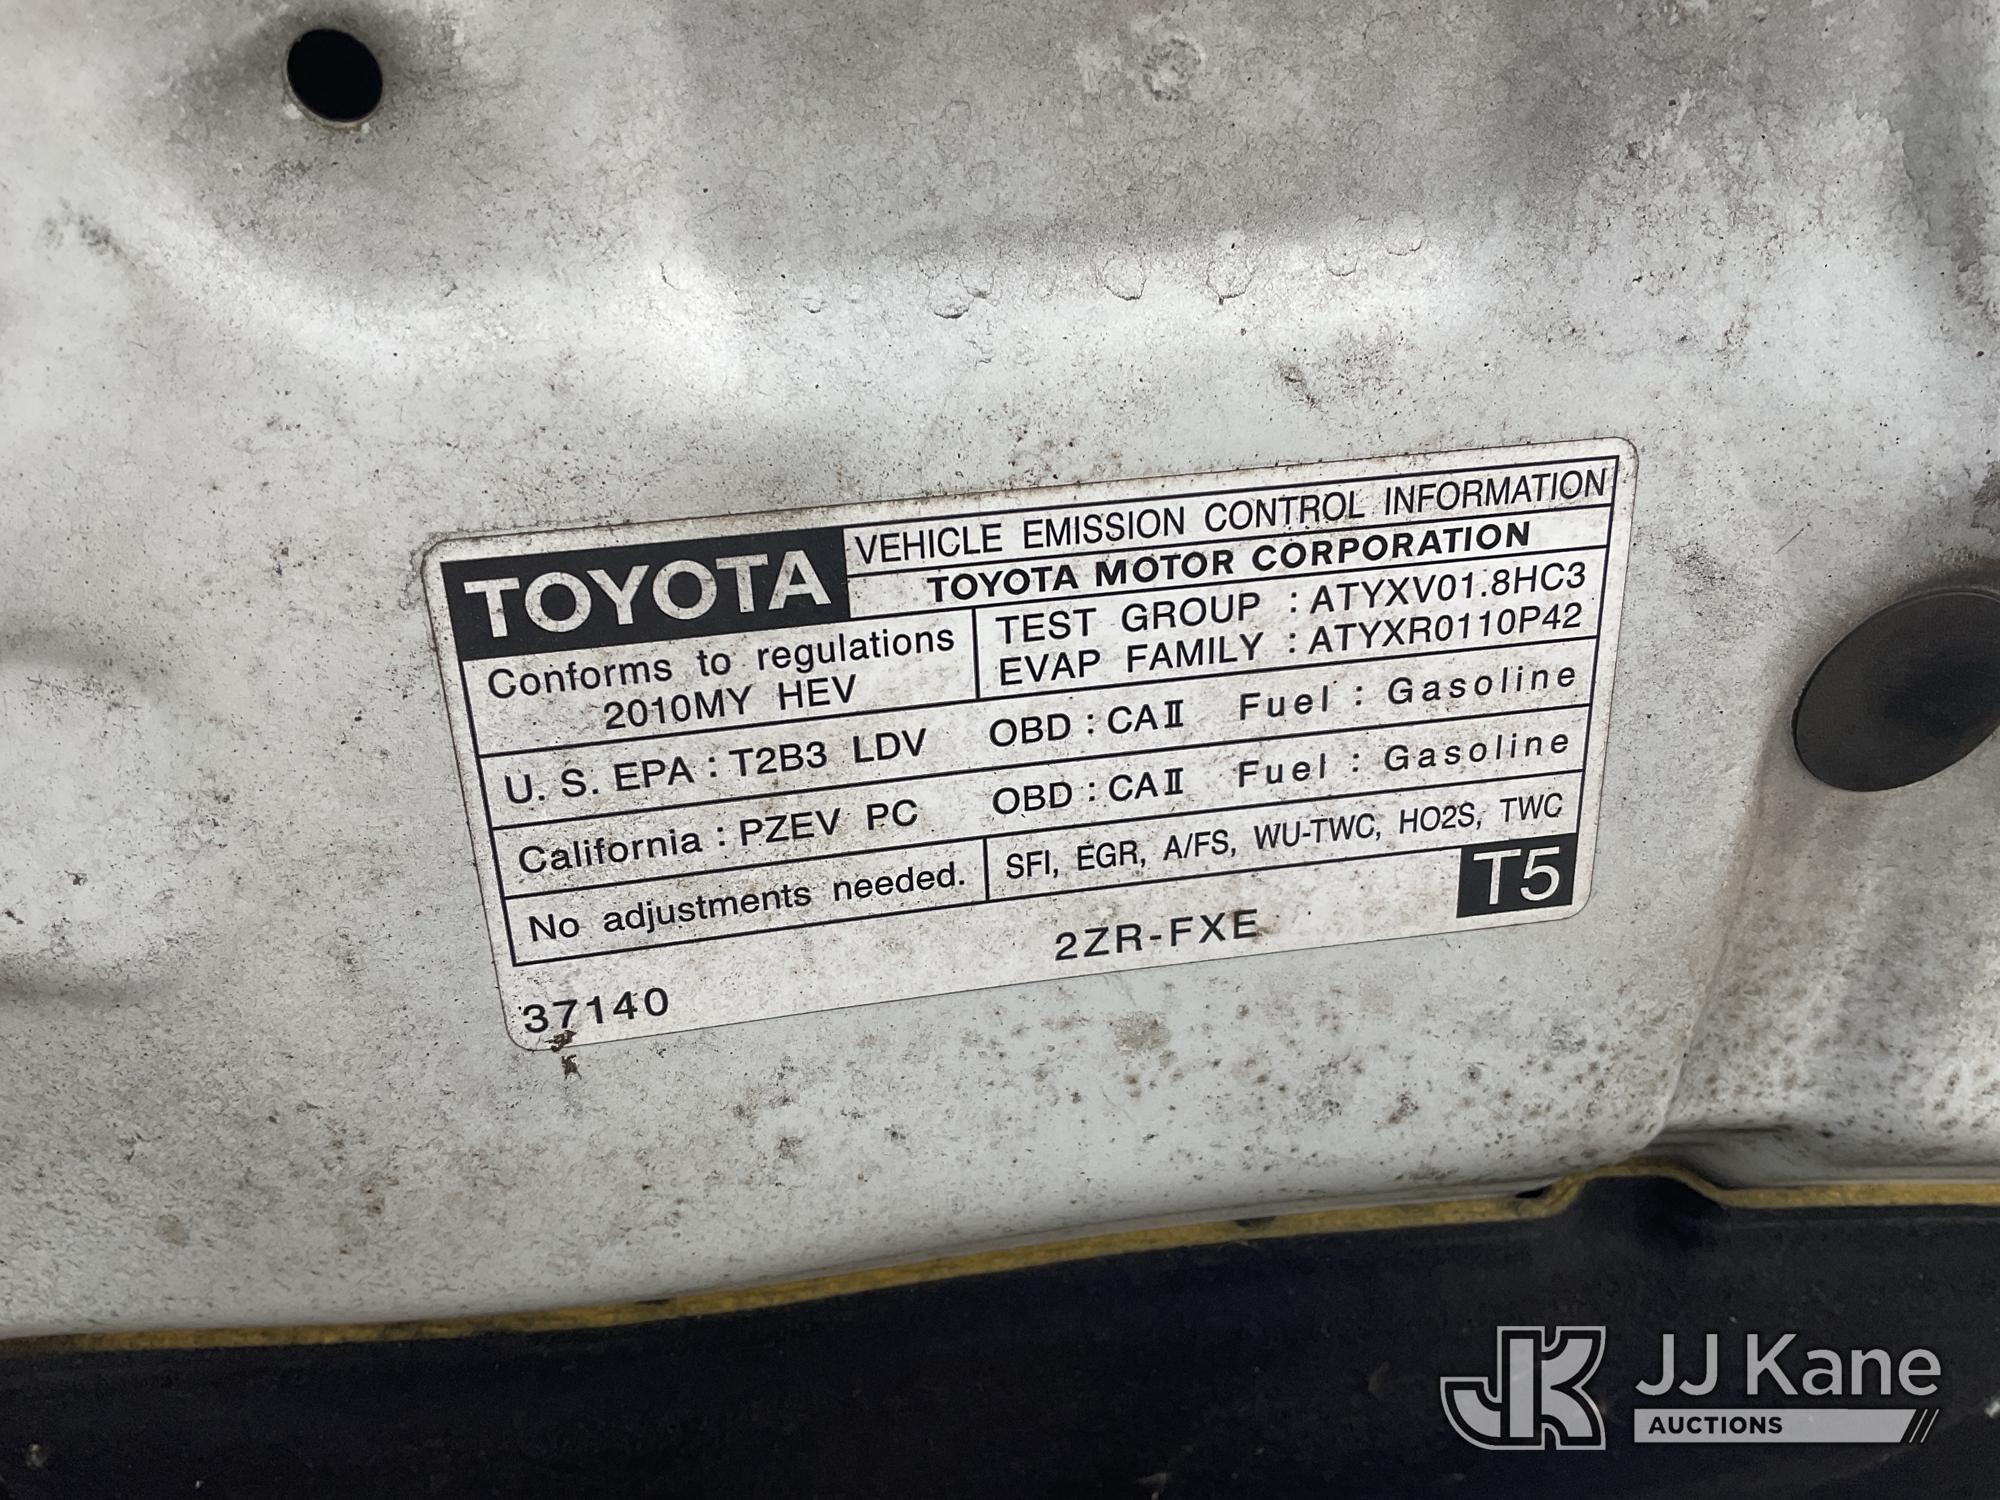 TOYOTA
VEHICLE EMISSION CONTROL INFORMATION
TOYOTA MOTOR CORPORATION
Conforms to regulations
2010MY HEV
TEST GROUP : ATYXV01.8HC3
EVAP FAMILY : ATYXR0110P42
U. S. EPA : T2B3 LDV OBD : CAⅡ Fuel : Gasoline
California : PZEV PC OBD : CAⅡ Fuel : Gasoline
No adjustments needed.
SFI, EGR, A/FS, WU-TWC, HO2S, TWC
T5
37140
2ZR-FXE
JK
JJ Kane
AUCTIONS